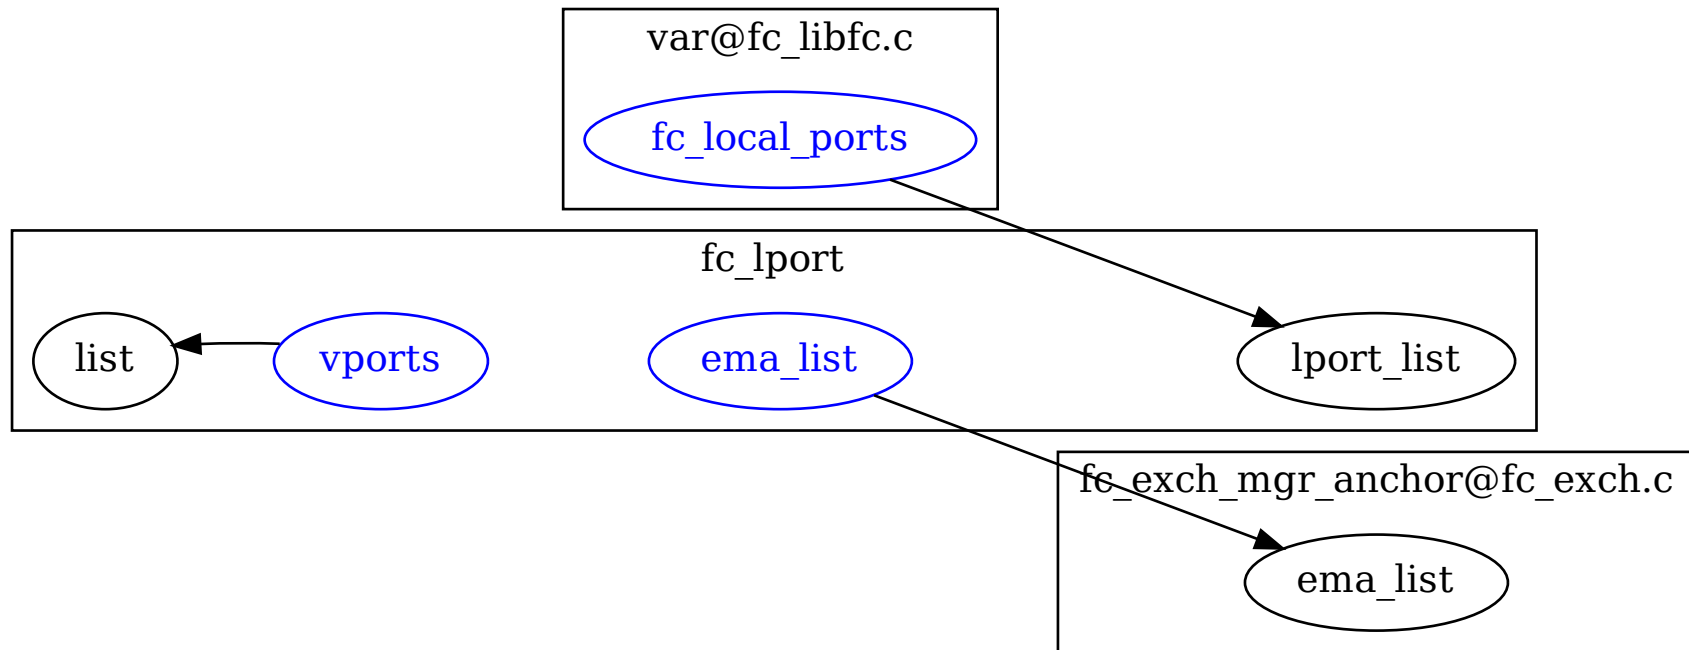 var@fc_libfc.c
fc_local_ports
fc_lport
list
vports
ema_list
lport_list
fc_exch_mgr_anchor@fc_exch.c
ema_list